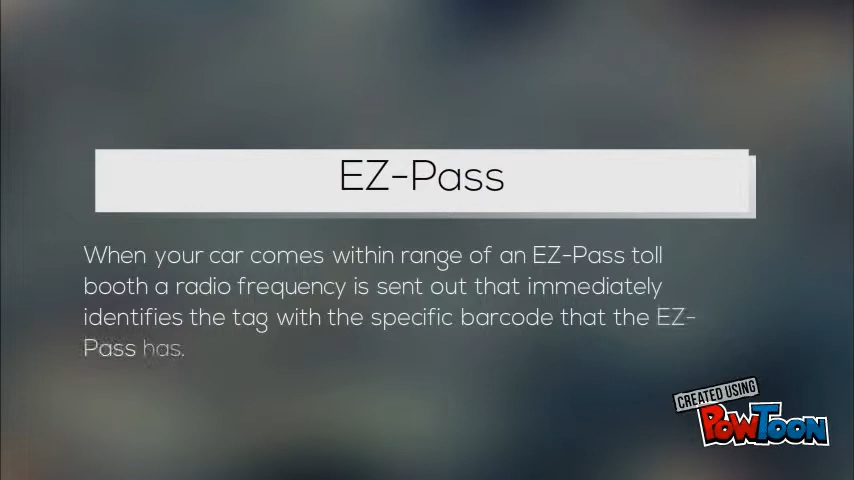 EZ-Pass
When your car comes within range of an EZ-Pass toll
booth a radio frequency is sent out that immediately
identifies the tag with the specific barcode that the EZ-
Pass has.
CREATED USING
POWTOON